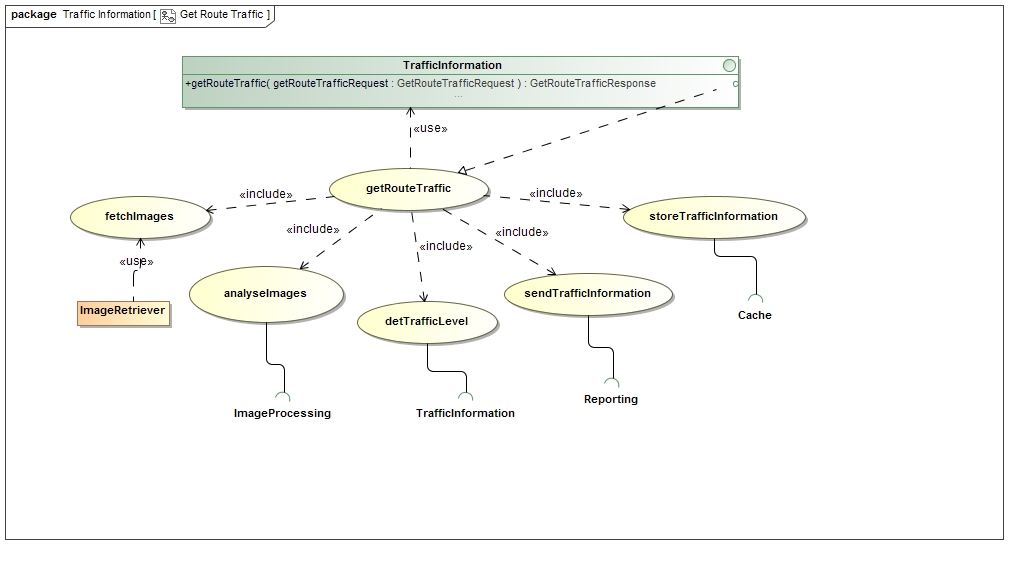 package Traffic Information [ Get Route Traffic ]
TrafficInformation
+getRouteTraffic( getRouteTrafficRequest : GetRouteTrafficRequest ) : GetRouteTrafficResponse
...
«use»
getRouteTraffic
«include»
«include»
fetchImages
storeTrafficInformation
«include»
«include»
«include»
«use»
analyseImages
sendTrafficInformation
ImageRetriever
Cache
detTrafficLevel
Reporting
ImageProcessing
TrafficInformation